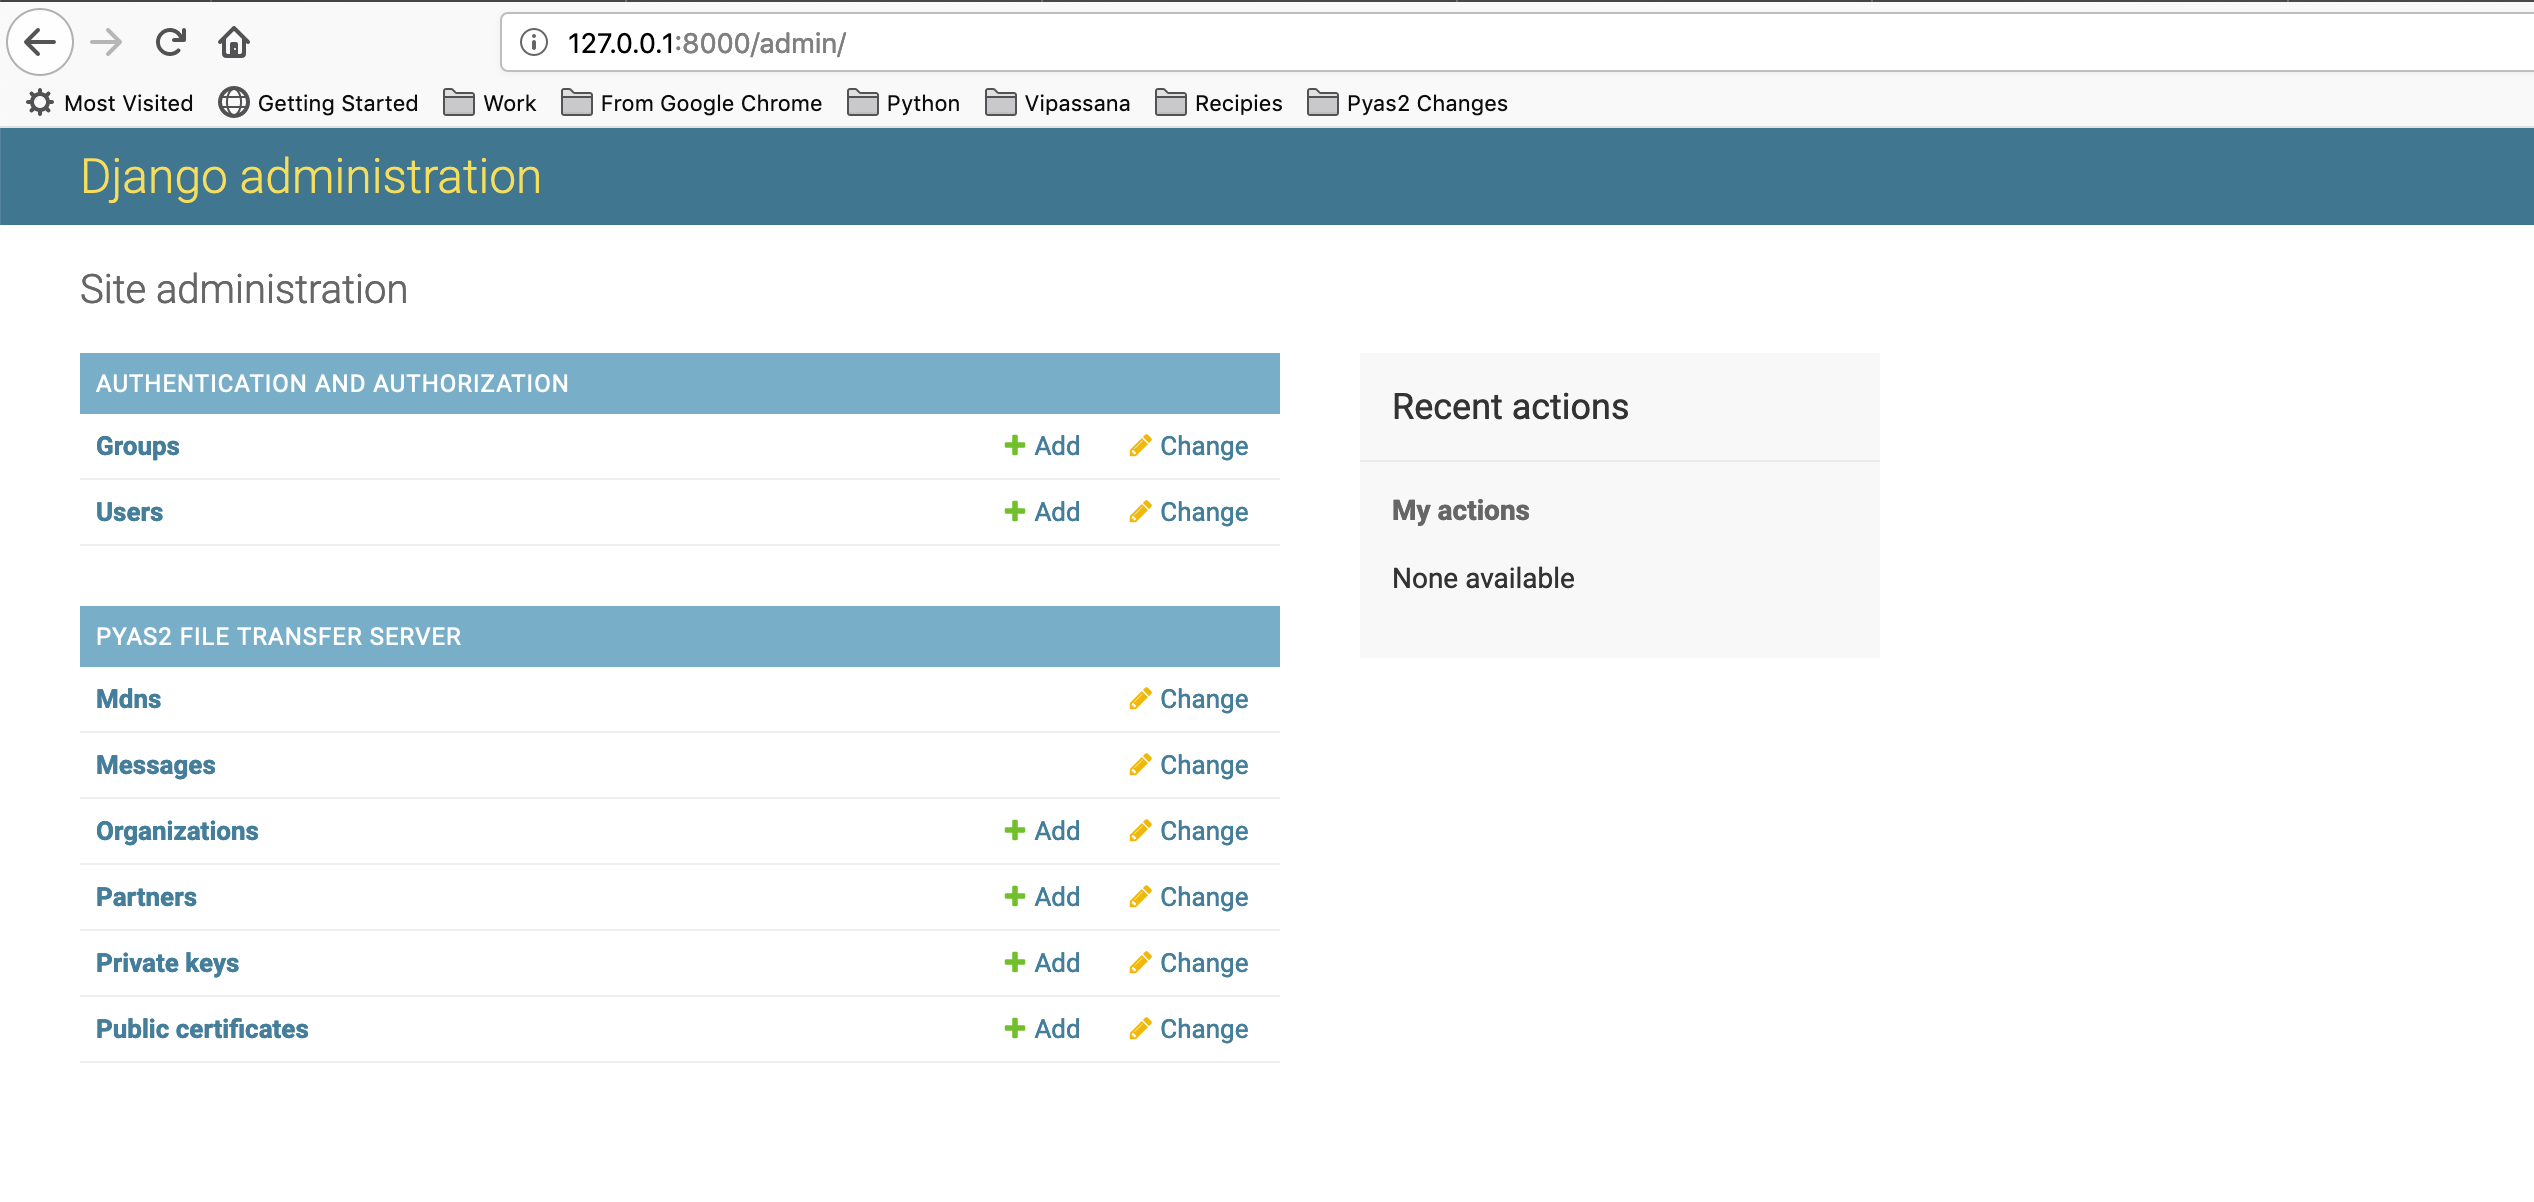 127.0.0.1:8000/admin/
Most Visited Getting Started Work From Google Chrome Python Vipassana Recipies Pyas2 Changes
Django administration
Site administration
AUTHENTICATION AND AUTHORIZATION
Groups Add Change
Users Add Change
PYAS2 FILE TRANSFER SERVER
Mdns Change
Messages Change
Organizations Add Change
Partners Add Change
Private keys Add Change
Public certificates Add Change
Recent actions
My actions
None available